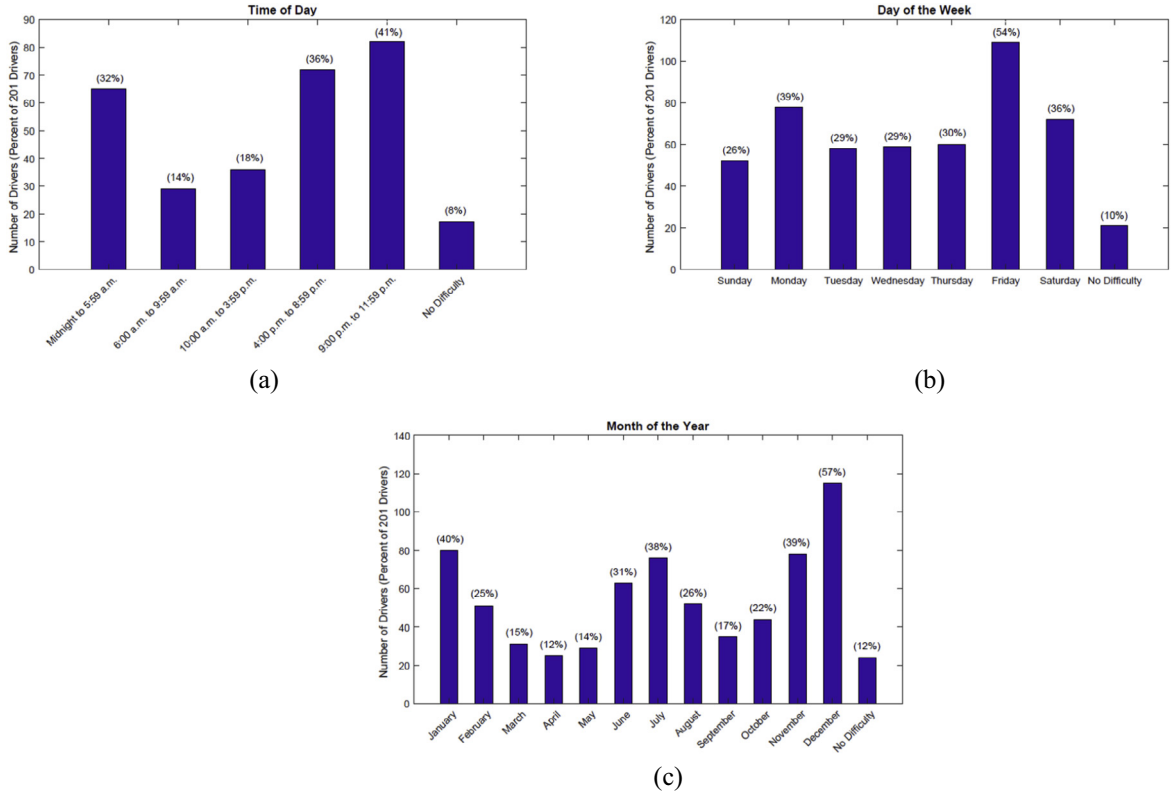 Time of Day
Number of Drivers (Percent of 201 Drivers)
90
80
70
60
50
40
30
20
10
0
(32%)
(14%)
(18%)
(36%)
(41%)
(8%)
Midnight to 5:59 a.m.
6:00 a.m. to 9:59 a.m.
10:00 a.m. to 3:59 p.m.
4:00 p.m. to 8:59 p.m.
9:00 p.m. to 11:59 p.m.
No Difficulty
(a)
Day of the Week
Number of Drivers (Percent of 201 Drivers)
120
100
80
60
40
20
0
(26%)
(39%)
(29%)
(29%)
(30%)
(54%)
(36%)
(10%)
Sunday
Monday
Tuesday
Wednesday
Thursday
Friday
Saturday
No Difficulty
(b)
Month of the Year
Number of Drivers (Percent of 201 Drivers)
140
120
100
80
60
40
20
0
(40%)
(25%)
(15%)
(12%)
(14%)
(31%)
(38%)
(26%)
(17%)
(22%)
(39%)
(57%)
(12%)
January
February
March
April
May
June
July
August
September
October
November
December
No Difficulty
(c)